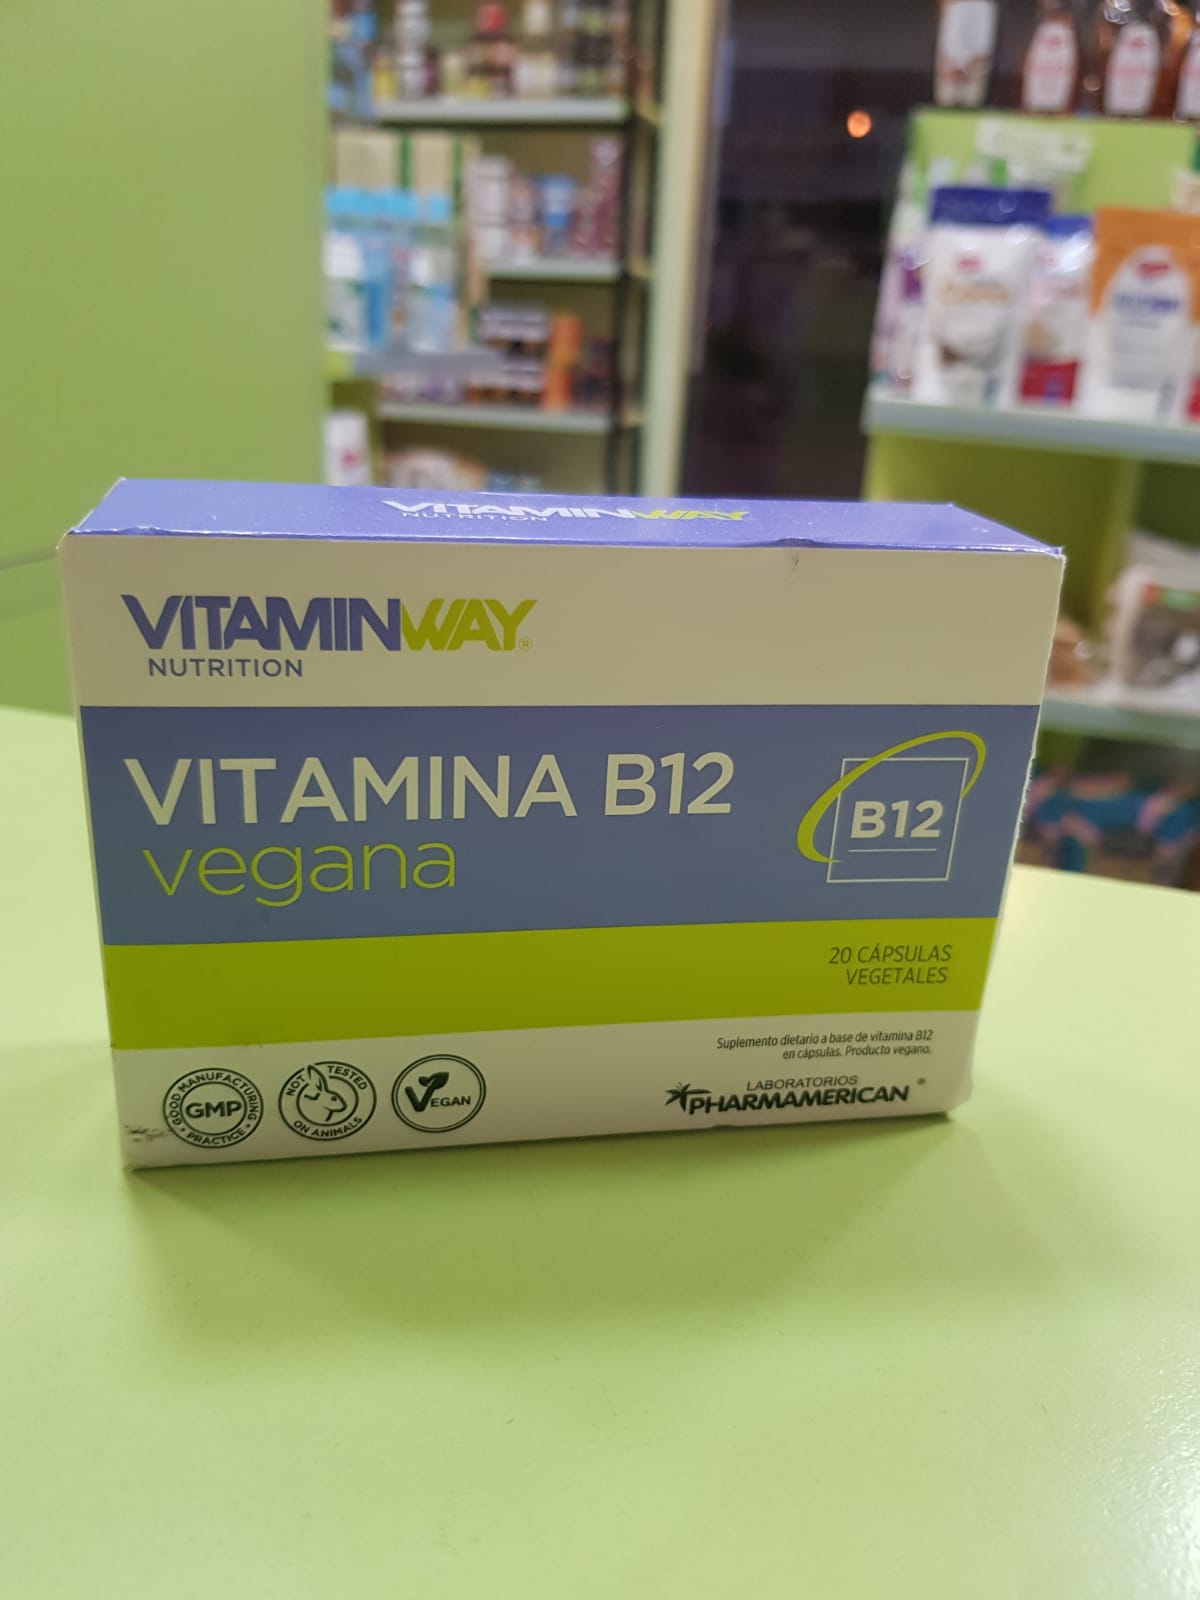 VITAMINWAY
NUTRITION
VITAMINWAY®
NUTRITION
VITAMINA B12
vegana
B12
20 CÁPSULAS
VEGETALES
Suplemento dietario a base de vitamina B12
en cápsulas. Producto vegano.
GOOD MANUFACTURING
GMP
PRACTICE
NOT TESTED
ON ANIMALS
VEGAN
LABORATORIOS
PHARMAMERICAN®